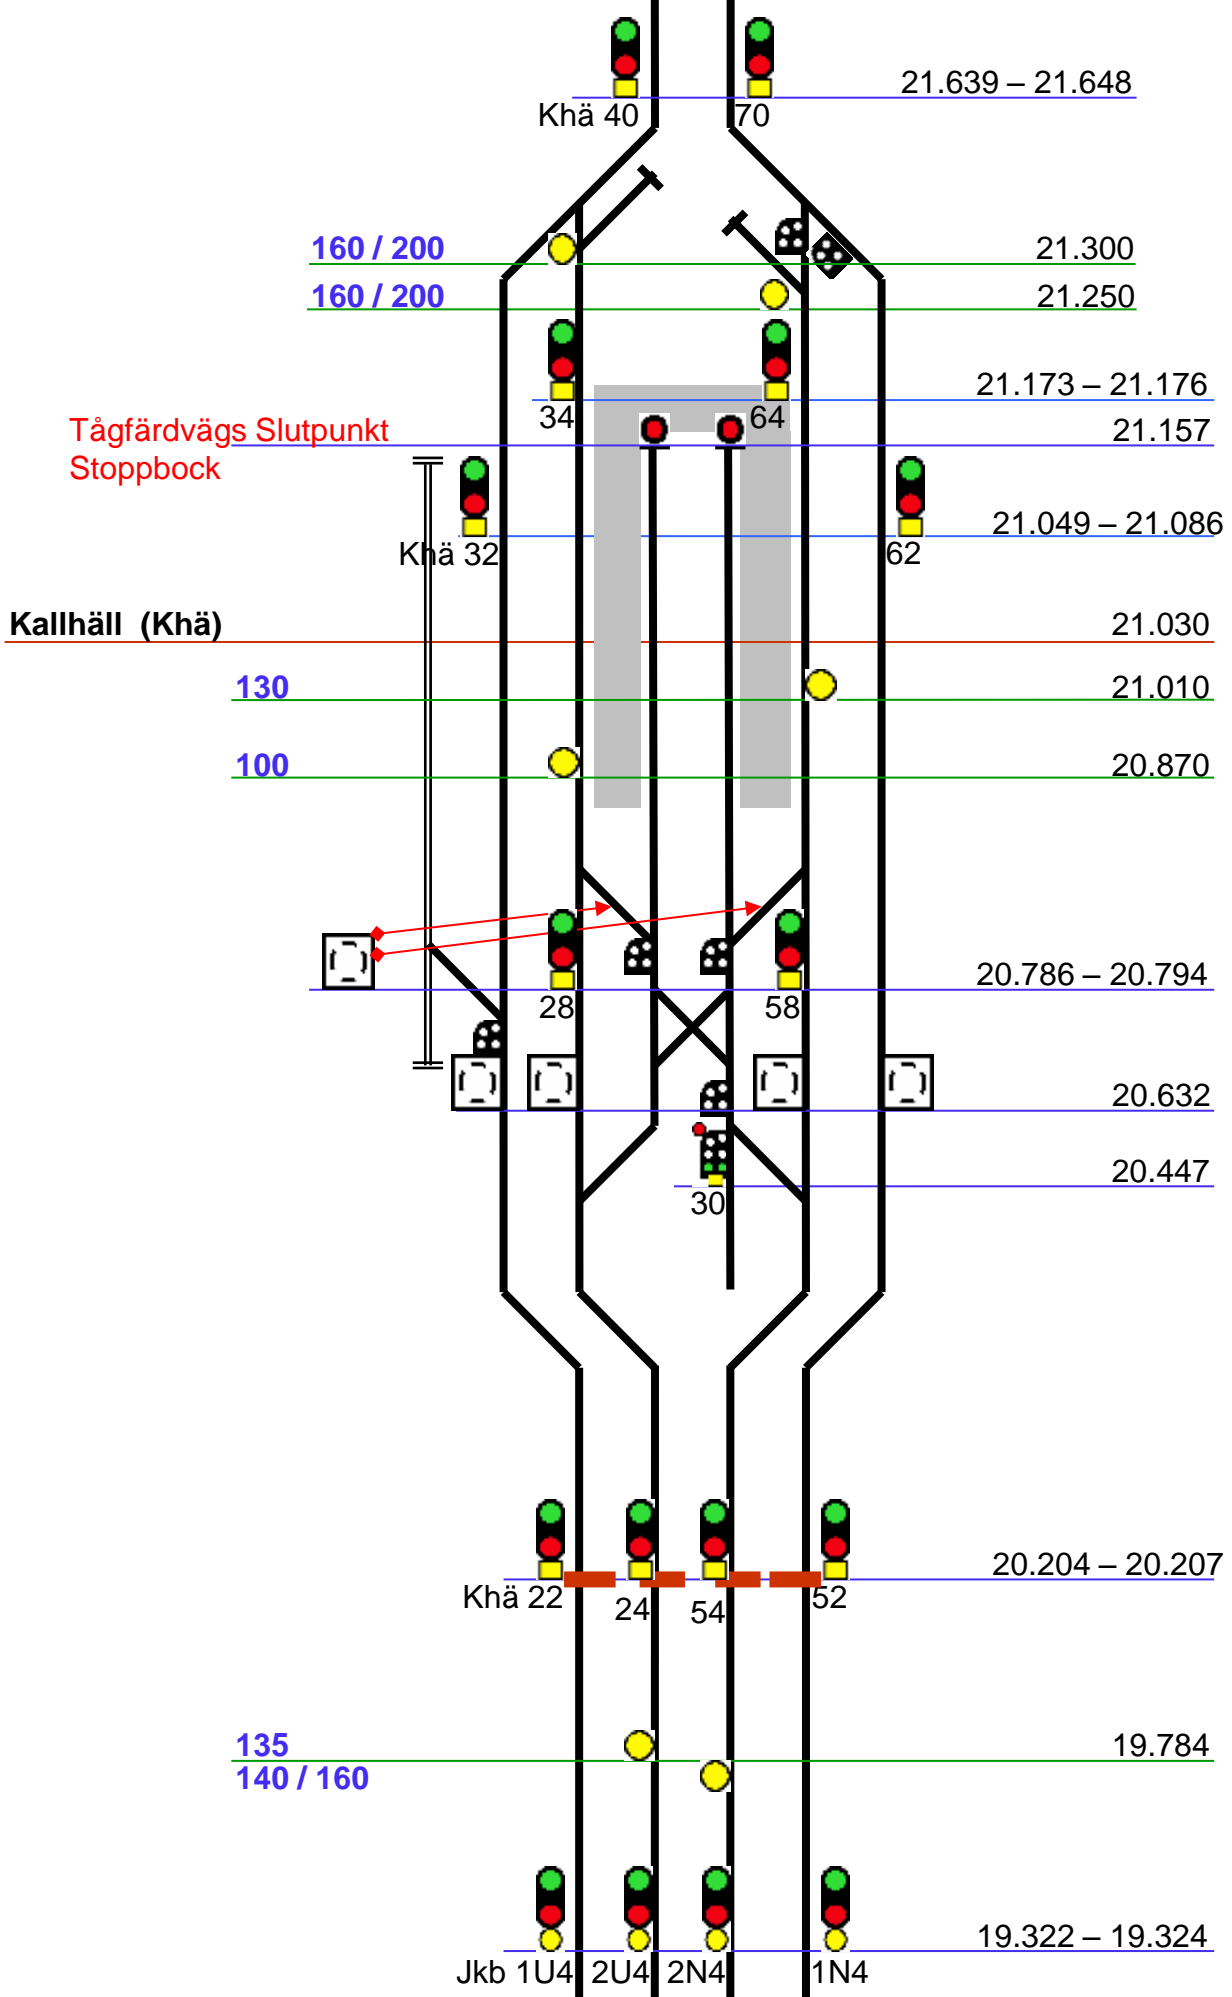 21.639 – 21.648
Khä 40 70
160 / 200 21.300
160 / 200 21.250
21.173 – 21.176
34 64
Tågfärdvägs Slutpunkt 21.157
Stoppbock
21.049 – 21.086
Khä 32 62
Kallhäll (Khä) 21.030
130 21.010
100 20.870
20.786 – 20.794
28 58
20.632
20.447
30
20.204 – 20.207
Khä 22 24 54 52
135 19.784
140 / 160
19.322 – 19.324
Jkb 1U4 2U4 2N4 1N4